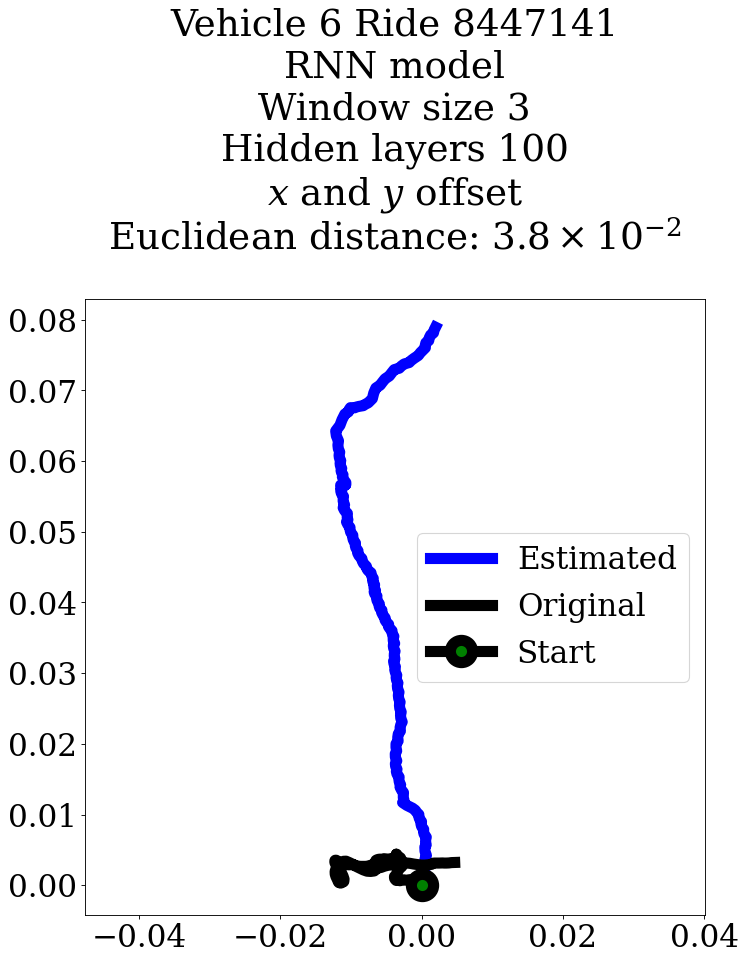 Vehicle 6 Ride 8447141
RNN model
Window size 3
Hidden layers 100
x and y offset
Euclidean distance: 3.8 × 10⁻²
0.08
0.07
0.06
0.05
0.04
0.03
0.02
0.01
0.00
Estimated
Original
Start
−0.04 −0.02 0.00 0.02 0.04